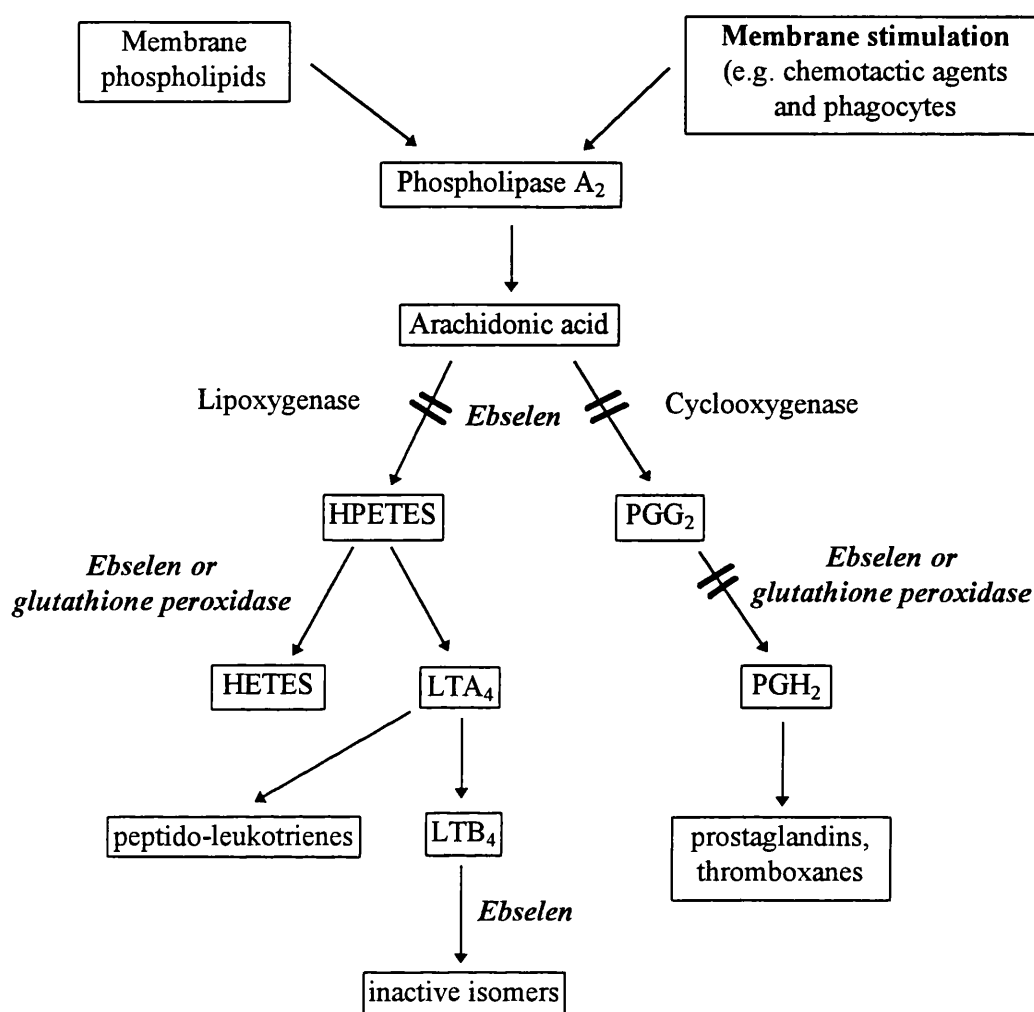 Membrane
phospholipids
Membrane stimulation
(e.g. chemotactic agents
and phagocytes
Phospholipase A₂
Arachidonic acid
Lipoxygenase
Ebselen
Cyclooxygenase
HPETES
PGG₂
Ebselen or
glutathione peroxidase
Ebselen or
glutathione peroxidase
HETES
LTA₄
PGH₂
peptido-leukotrienes
LTB₄
prostaglandins,
thromboxanes
Ebselen
inactive isomers